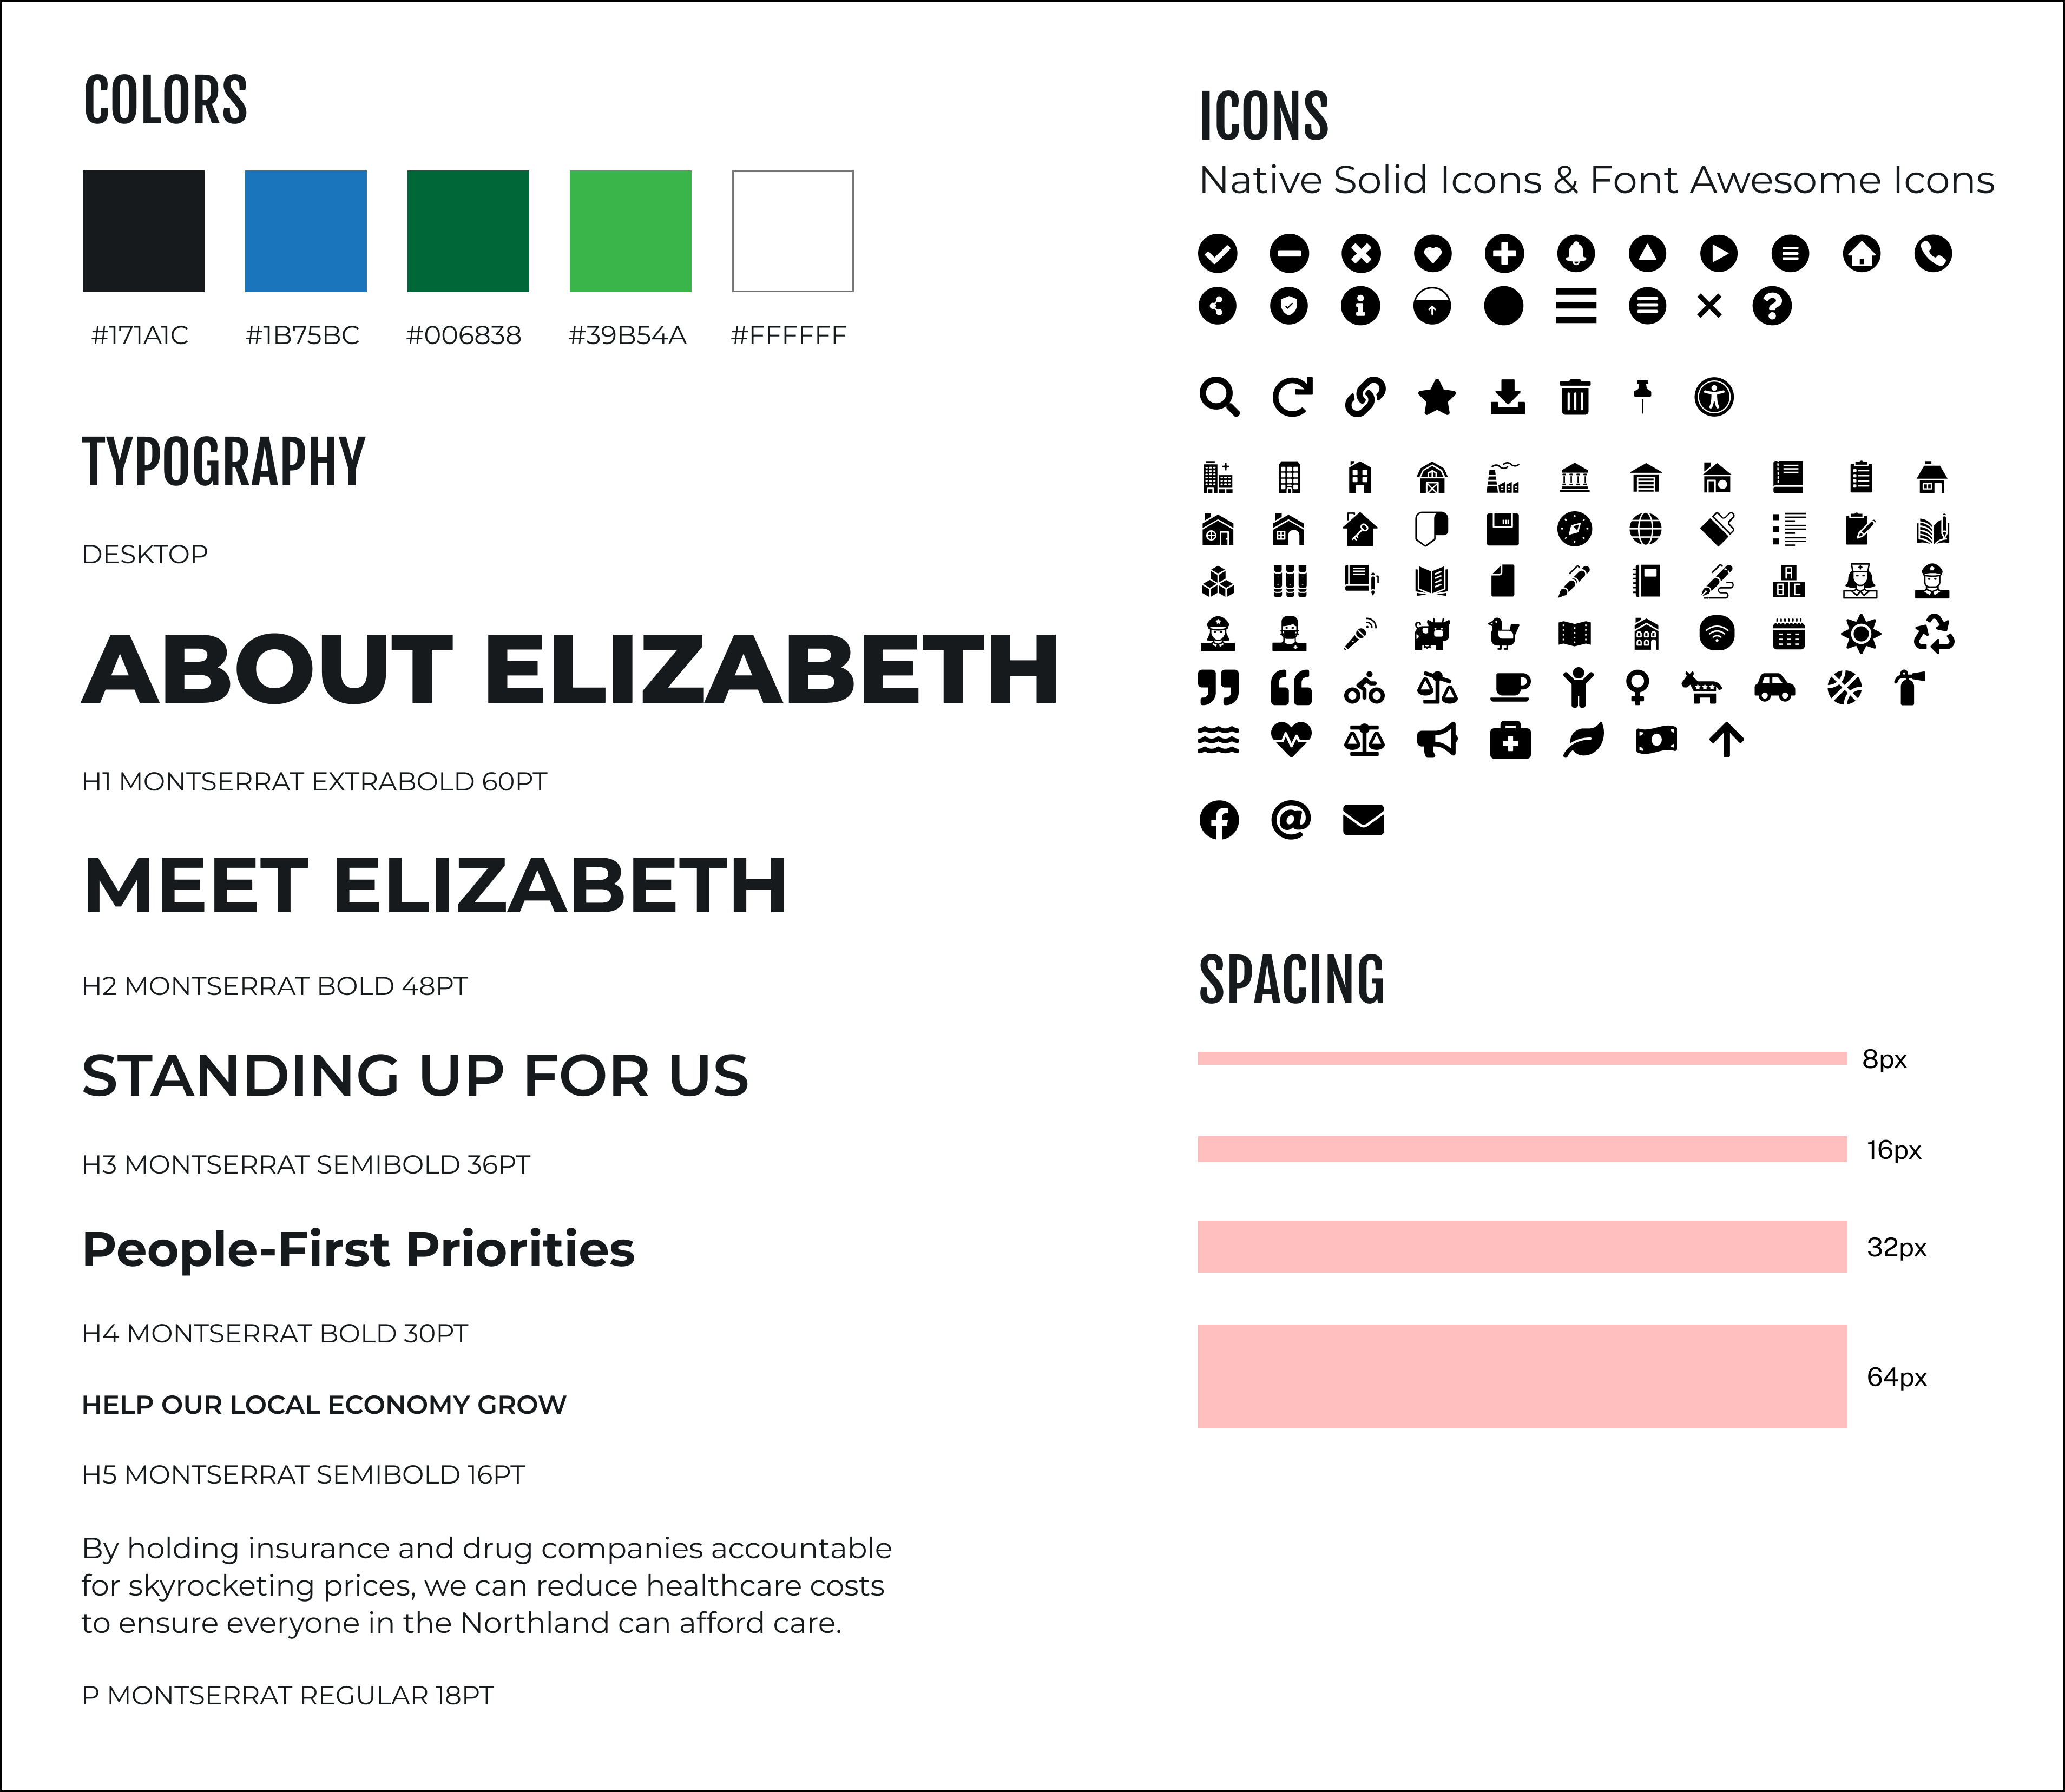 COLORS
#171A1C
#1B75BC
#006838
#39B54A
#FFFFFF
TYPOGRAPHY
DESKTOP
ABOUT ELIZABETH
H1 MONTSERRAT EXTRABOLD 60PT
MEET ELIZABETH
H2 MONTSERRAT BOLD 48PT
STANDING UP FOR US
H3 MONTSERRAT SEMIBOLD 36PT
People-First Priorities
H4 MONTSERRAT BOLD 30PT
HELP OUR LOCAL ECONOMY GROW
H5 MONTSERRAT SEMIBOLD 16PT
By holding insurance and drug companies accountable
for skyrocketing prices, we can reduce healthcare costs
to ensure everyone in the Northland can afford care.
P MONTSERRAT REGULAR 18PT
ICONS
Native Solid Icons & Font Awesome Icons
A
B C
SPACING
8px
16px
32px
64px